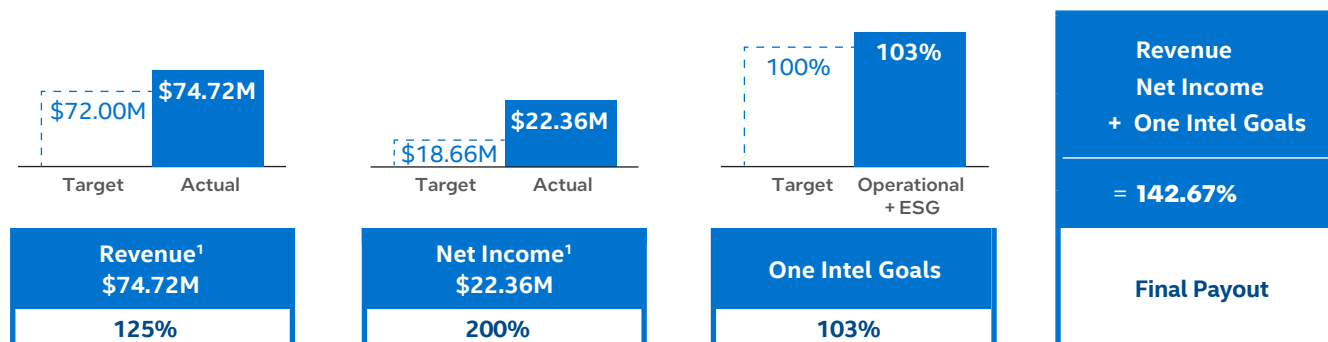 $72.00M
$74.72M
Target Actual
Revenue¹
$74.72M
125%
$18.66M
$22.36M
Target Actual
Net Income¹
$22.36M
200%
100%
103%
Target Operational
+ ESG
One Intel Goals
103%
Revenue
Net Income
+ One Intel Goals
= 142.67%
Final Payout